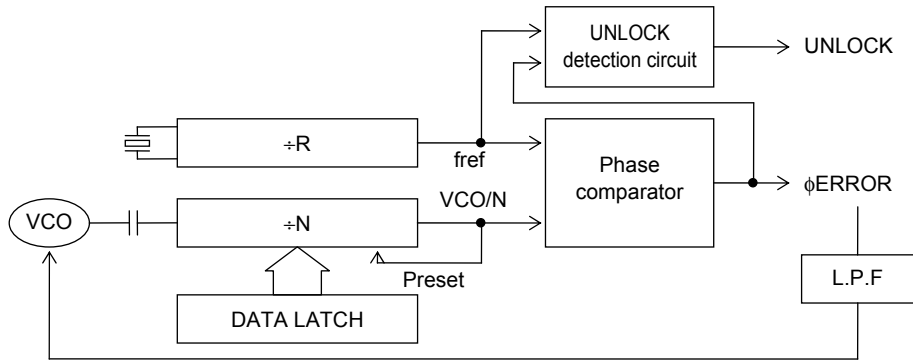 UNLOCK
detection circuit
UNLOCK
÷R
fref
Phase
comparator
VCO/N
ϕERROR
VCO
÷N
Preset
L.P.F
DATA LATCH